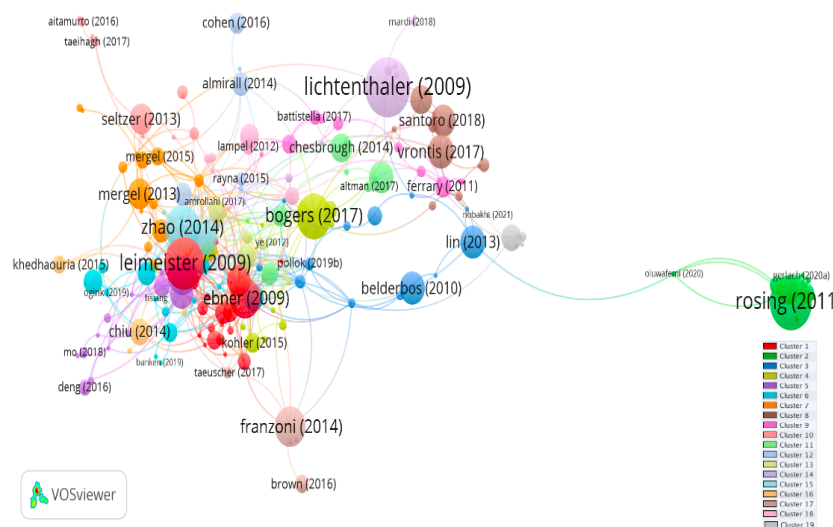 aitamurto (2016)
cohen (2016)
mardi (2018)
taeihagh (2017)
almirall (2014)
lichtenthaler (2009)
seltzer (2013)
battistella (2017)
santoro (2018)
lampel (2012)
chesbrough (2014)
vrontis (2017)
mergel (2015)
rayna (2015)
altman (2017)
ferrary (2011)
mergel (2013)
amrollahi (2017)
bogers (2017)
nobakht (2021)
zhao (2014)
ye (2012)
lin (2013)
khedhaouria (2015)
leimeister (2009)
pollok (2019b)
oluwafemi (2020)
gerlach (2020a)
ogink (2019)
hsiang
ebner (2009)
belderbos (2010)
rosing (2011
chiu (2014)
kohler (2015)
mo (2018)
bankins (2019)
taeuscher (2017)
deng (2016)
franzoni (2014)
brown (2016)
VOSviewer
Cluster 1
Cluster 2
Cluster 3
Cluster 4
Cluster 5
Cluster 6
Cluster 7
Cluster 8
Cluster 9
Cluster 10
Cluster 11
Cluster 12
Cluster 13
Cluster 14
Cluster 15
Cluster 16
Cluster 17
Cluster 18
Cluster 19